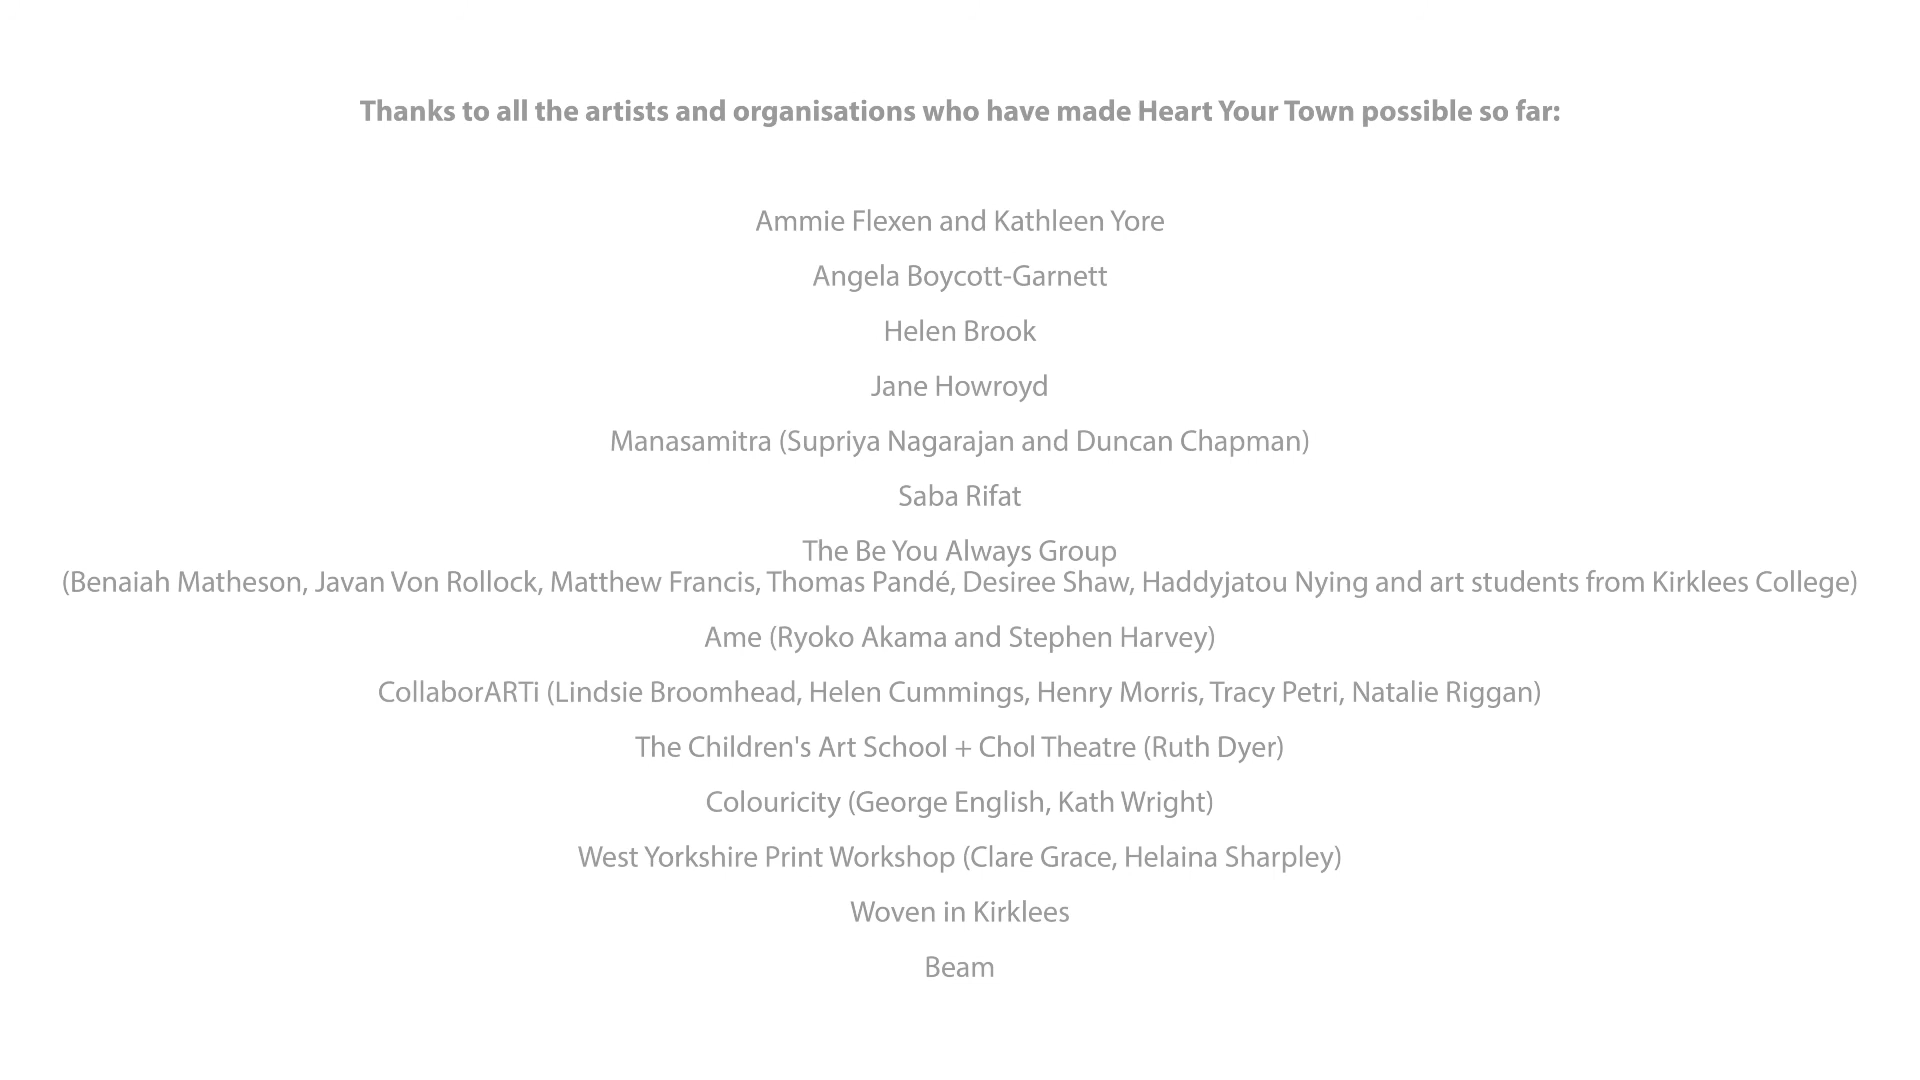 Thanks to all the artists and organisations who have made Heart Your Town possible so far:
Ammie Flexen and Kathleen Yore
Angela Boycott-Garnett
Helen Brook
Jane Howroyd
Manasamitra (Supriya Nagarajan and Duncan Chapman)
Saba Rifat
The Be You Always Group
(Benaiah Matheson, Javan Von Rollock, Matthew Francis, Thomas Pandé, Desiree Shaw, Haddyjatou Nying and art students from Kirklees College)
Ame (Ryoko Akama and Stephen Harvey)
CollaborARTi (Lindsie Broomhead, Helen Cummings, Henry Morris, Tracy Petri, Natalie Riggan)
The Children's Art School + Chol Theatre (Ruth Dyer)
Colouricity (George English, Kath Wright)
West Yorkshire Print Workshop (Clare Grace, Helaina Sharpley)
Woven in Kirklees
Beam